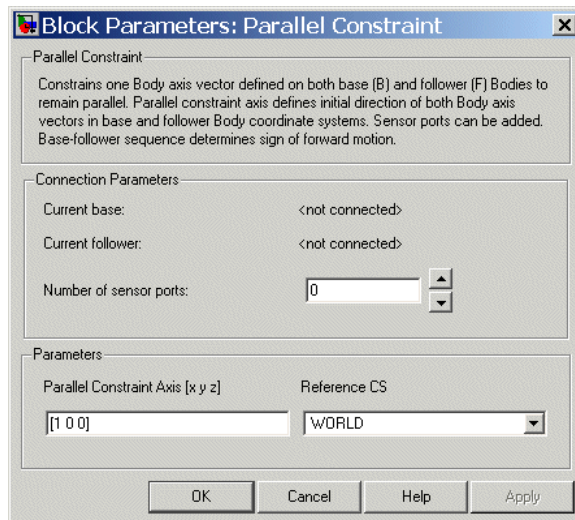 Block Parameters: Parallel Constraint
Parallel Constraint
Constrains one Body axis vector defined on both base (B) and follower (F) Bodies to
remain parallel. Parallel constraint axis defines initial direction of both Body axis
vectors in base and follower Body coordinate systems. Sensor ports can be added.
Base-follower sequence determines sign of forward motion.
Connection Parameters
Current base: <not connected>
Current follower: <not connected>
Number of sensor ports: 0
Parameters
Parallel Constraint Axis [x y z] Reference CS
[1 0 0] WORLD
OK Cancel Help Apply